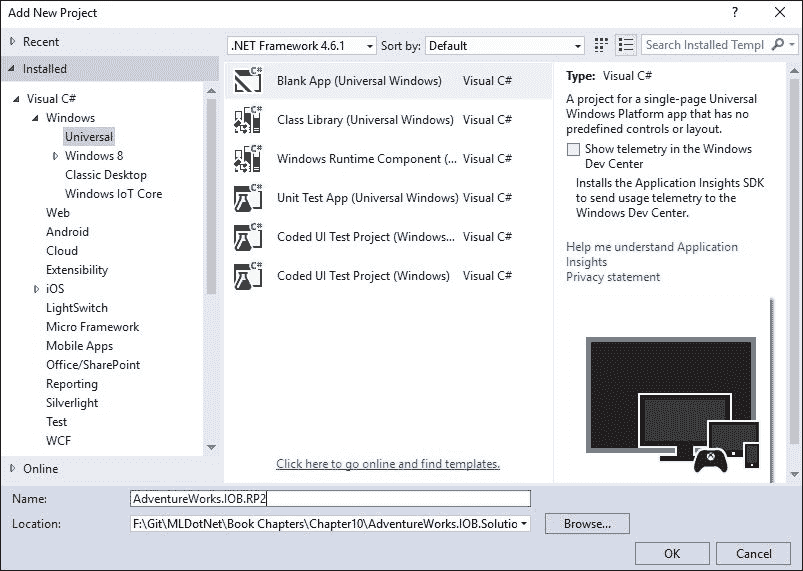 Add New Project
?
Recent
.NET Framework 4.6.1
Sort by:
Default
Search Installed Templ
Installed
Visual C#
Windows
Universal
Windows 8
Classic Desktop
Windows IoT Core
Web
Android
Cloud
Extensibility
iOS
LightSwitch
Micro Framework
Mobile Apps
Office/SharePoint
Reporting
Silverlight
Test
WCF
Online
C#
Blank App (Universal Windows)
Visual C#
C#
Class Library (Universal Windows)
Visual C#
C#
Windows Runtime Component (...
Visual C#
C#
Unit Test App (Universal Windows)
Visual C#
C#
Coded UI Test Project (Windows...
Visual C#
C#
Coded UI Test Project (Windows)
Visual C#
Click here to go online and find templates.
Type: Visual C#
A project for a single-page Universal
Windows Platform app that has no
predefined controls or layout.
Show telemetry in the Windows
Dev Center
Installs the Application Insights SDK
to send usage telemetry to the
Windows Dev Center.
Help me understand Application
Insights
Privacy statement
Name:
AdventureWorks.IOB.RP2
Location:
F:\Git\MLDotNet\Book Chapters\Chapter10\AdventureWorks.IOB.Solutio
Browse...
OK
Cancel